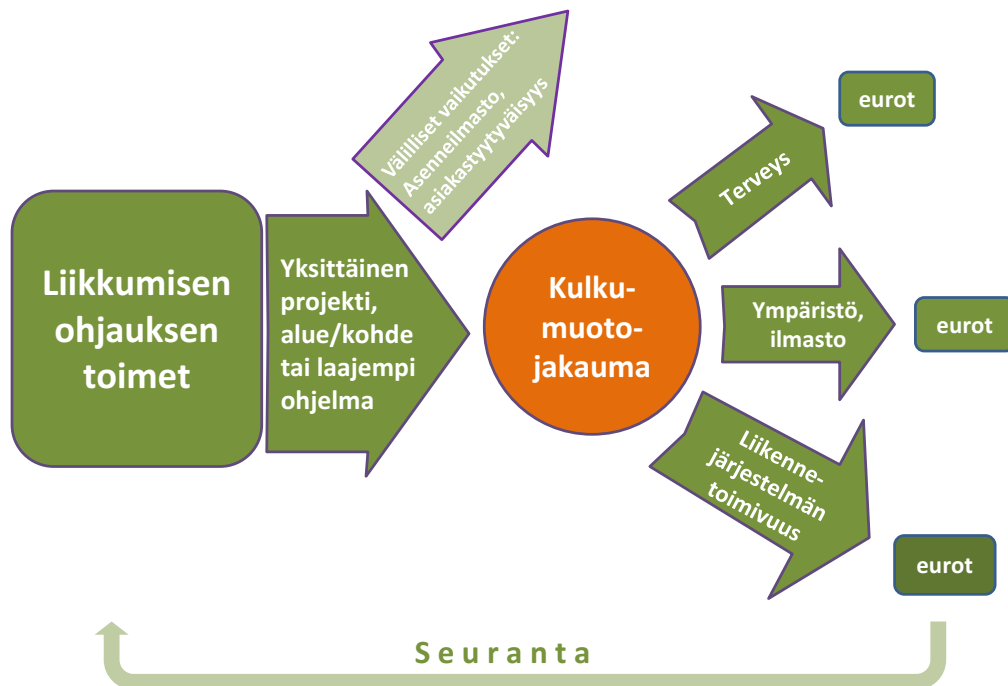 Liikkumisen
ohjauksen
toimet
Yksittäinen
projekti,
alue/kohde
tai laajempi
ohjelma
Välilliset vaikutukset:
Asenneilmasto,
asiakastyytyväisyys
Kulku-
muoto-
jakauma
Terveys
eurot
Ympäristö,
ilmasto
eurot
Liikenne-
järjestelmän
toimivuus
eurot
Seuranta